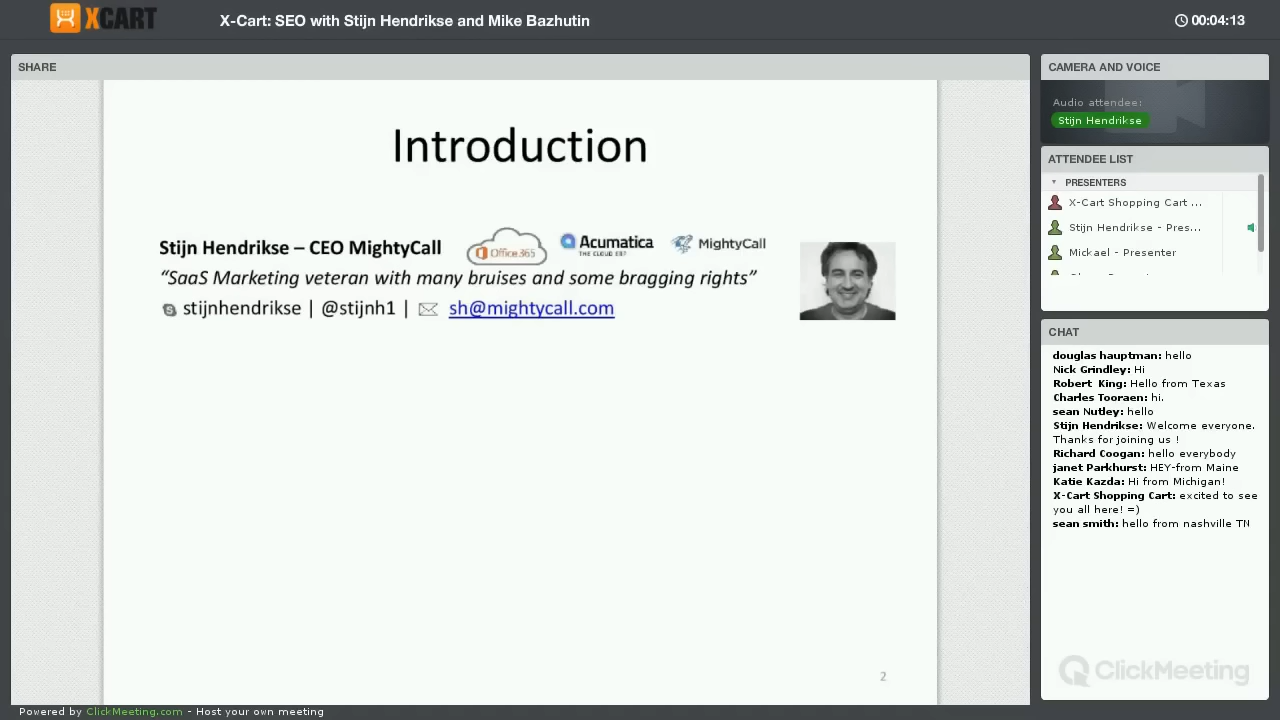 XCART
X-Cart: SEO with Stijn Hendrikse and Mike Bazhutin
00:04:13
SHARE
Introduction
Stijn Hendrikse – CEO MightyCall
Office 365
Acumatica
THE CLOUD ERP
MightyCall
“SaaS Marketing veteran with many bruises and some bragging rights”
stijnhendrikse | @stijnh1 | sh@mightycall.com
2
CAMERA AND VOICE
Audio attendee:
Stijn Hendrikse
ATTENDEE LIST
PRESENTERS
X-Cart Shopping Cart ...
Stijn Hendrikse - Pres...
Mickael - Presenter
CHAT
douglas hauptman: hello
Nick Grindley: Hi
Robert King: Hello from Texas
Charles Tooraen: hi.
sean Nutley: hello
Stijn Hendrikse: Welcome everyone.
Thanks for joining us !
Richard Coogan: hello everybody
janet Parkhurst: HEY-from Maine
Katie Kazda: Hi from Michigan!
X-Cart Shopping Cart: excited to see
you all here! =)
sean smith: hello from nashville TN
ClickMeeting
Powered by ClickMeeting.com - Host your own meeting